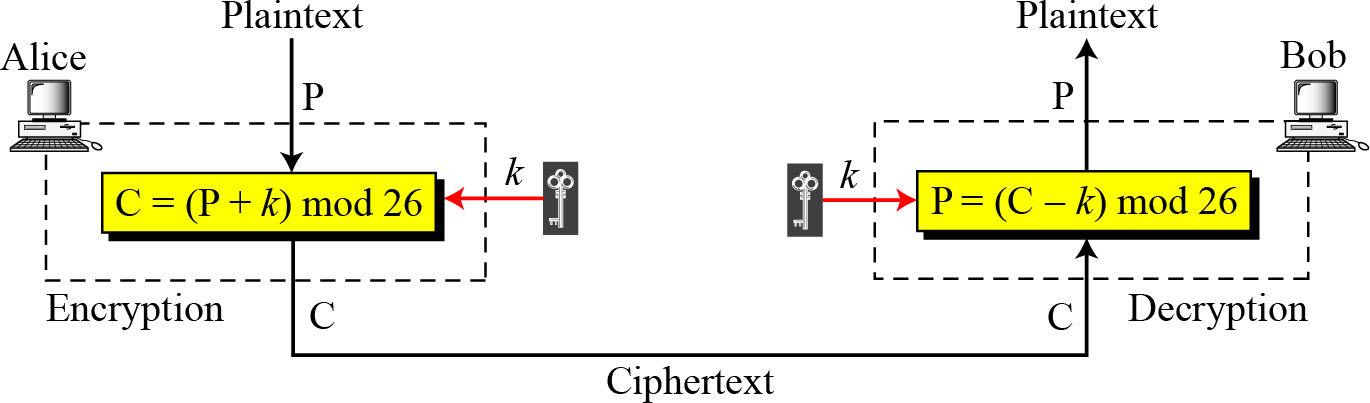 Plaintext
Plaintext
Alice
Bob
P
P
k
k
C = (P + k) mod 26
P = (C – k) mod 26
Encryption
C
C
Decryption
Ciphertext